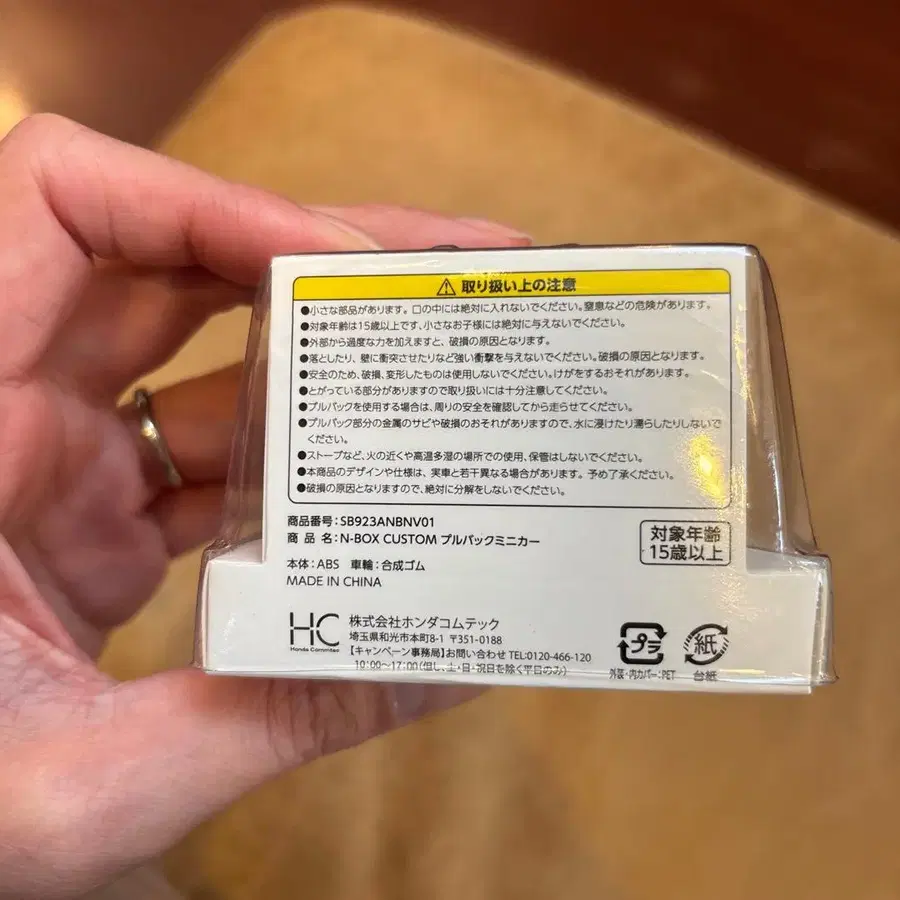 取り扱い上の注意
●小さな部品があります。口の中には絶対に入れないでください。窒息などの危険があります。
●対象年齢は15歳以上です、小さなお子様には絶対に与えないでください。
●外部から過度な力を加えますと、破損の原因となります。
●落としたり、壁に衝突させたりなど強い衝撃を与えないでください。破損の原因となります。
●安全のため、破損、変形したものは使用しないでください。けがをするおそれがあります。
●とがっている部分がありますので取り扱いには十分注意してください。
●プルバックを使用する場合は、周りの安全を確認してから走らせてください。
●プルバック部分の金属のサビや破損のおそれがありますので、水に浸けたり濡らしたりしないで
ください。
●ストーブなど、火の近くや高温多湿の場所での使用、保管はしないでください。
●本商品のデザインや仕様は、実車と若干異なる場合があります。予めご了承ください。
●破損の原因となりますので、絶対に分解をしないでください。
商品番号:SB923ANBNV01
商 品 名:N-BOX CUSTOM プルバックミニカー
対象年齢
15歳以上
本体:ABS 車輪:合成ゴム
MADE IN CHINA
HC
Honda Commtec
株式会社ホンダコムテック
埼玉県和光市本町8-1 〒351-0188
【キャンペーン事務局】お問い合わせ TEL:0120-466-120
10:00〜17:00(但し、土・日・祝日を除く平日のみ)
プラ
外装・内カバー:PET
紙
台紙